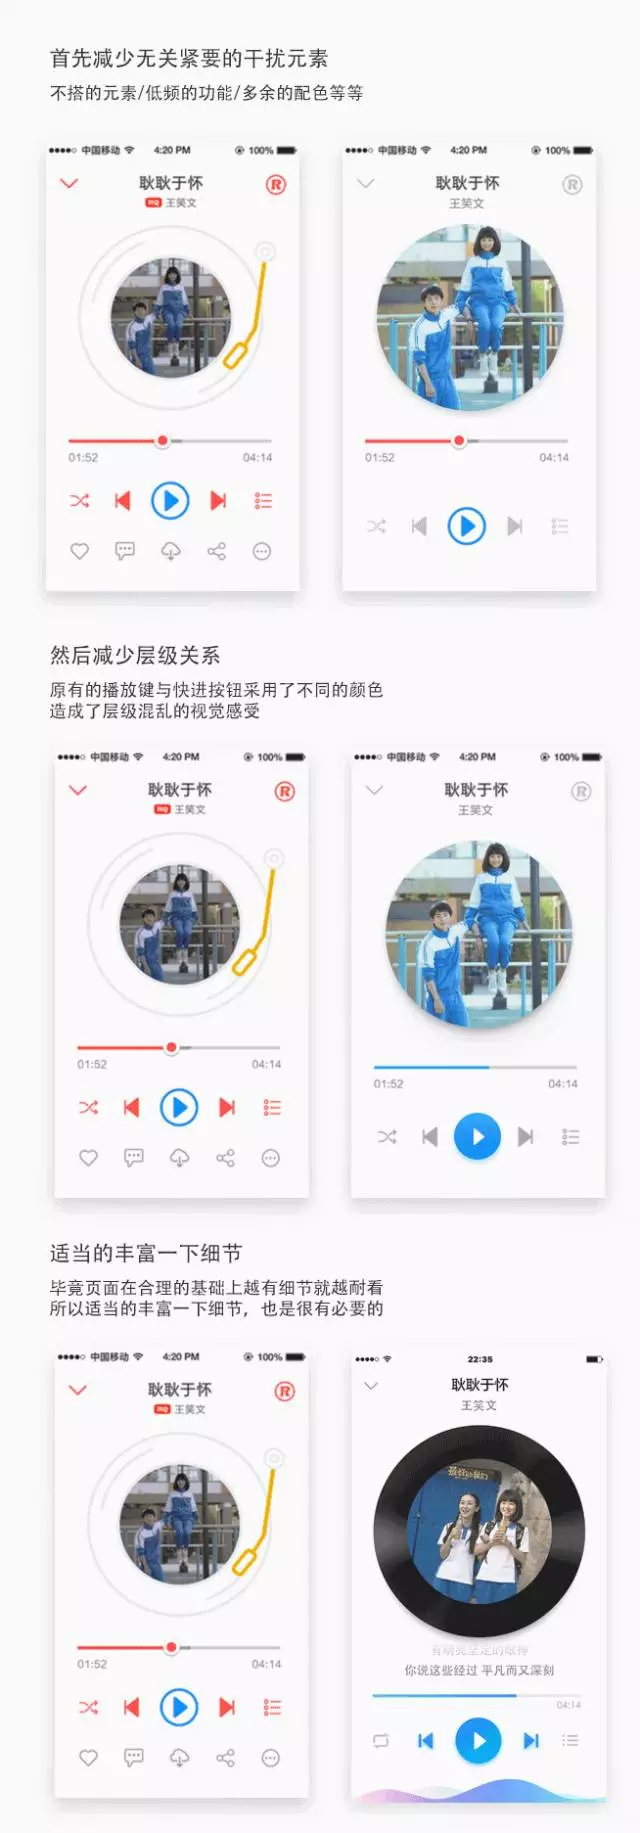 首先减少无关紧要的干扰元素
不搭的元素/低频的功能/多余的配色等等
中国移动 4:20 PM 100%
中国移动 4:20 PM 100%
耿耿于怀 R
耿耿于怀 R
HQ 王笑文
王笑文
01:52 04:14
01:52 04:14
然后减少层级关系
原有的播放键与快进按钮采用了不同的颜色
造成了层级混乱的视觉感受
中国移动 4:20 PM 100%
中国移动 4:20 PM 100%
耿耿于怀 R
耿耿于怀 R
HQ 王笑文
王笑文
01:52 04:14
01:52 04:14
适当的丰富一下细节
毕竟页面在合理的基础上越有细节就越耐看
所以适当的丰富一下细节，也是很有必要的
中国移动 4:20 PM 100%
22:35
耿耿于怀 R
耿耿于怀
HQ 王笑文
王笑文
有明亮坚定的眼神
你说这些经过 平凡而又深刻
01:52 04:14
04:14